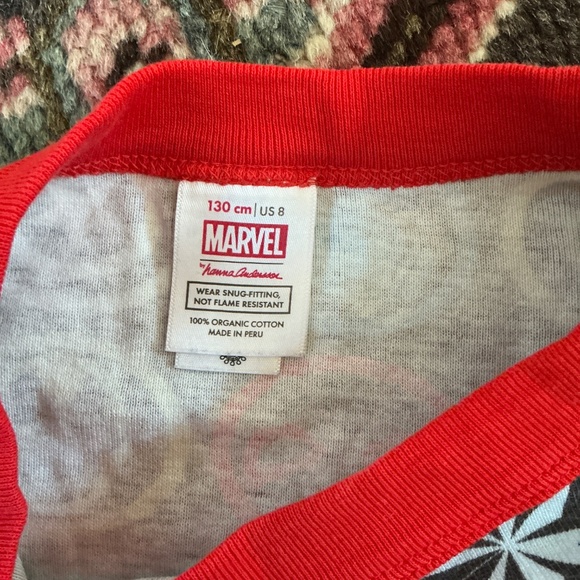 130 cm | US 8
MARVEL
by hanna Andersson
WEAR SNUG-FITTING,
NOT FLAME RESISTANT
100% ORGANIC COTTON
MADE IN PERU